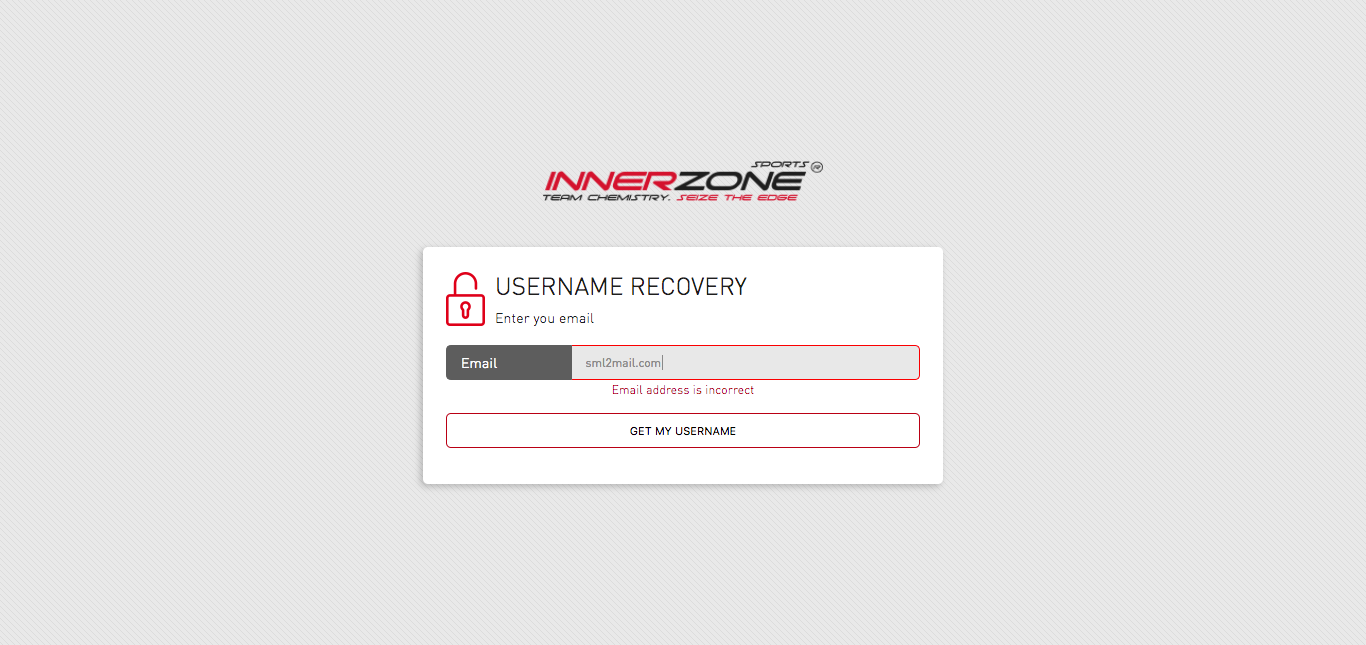 SPORTS
INNERZONE
TEAM CHEMISTRY. SEIZE THE EDGE
USERNAME RECOVERY
Enter you email
Email sml2mail.com
Email address is incorrect
GET MY USERNAME